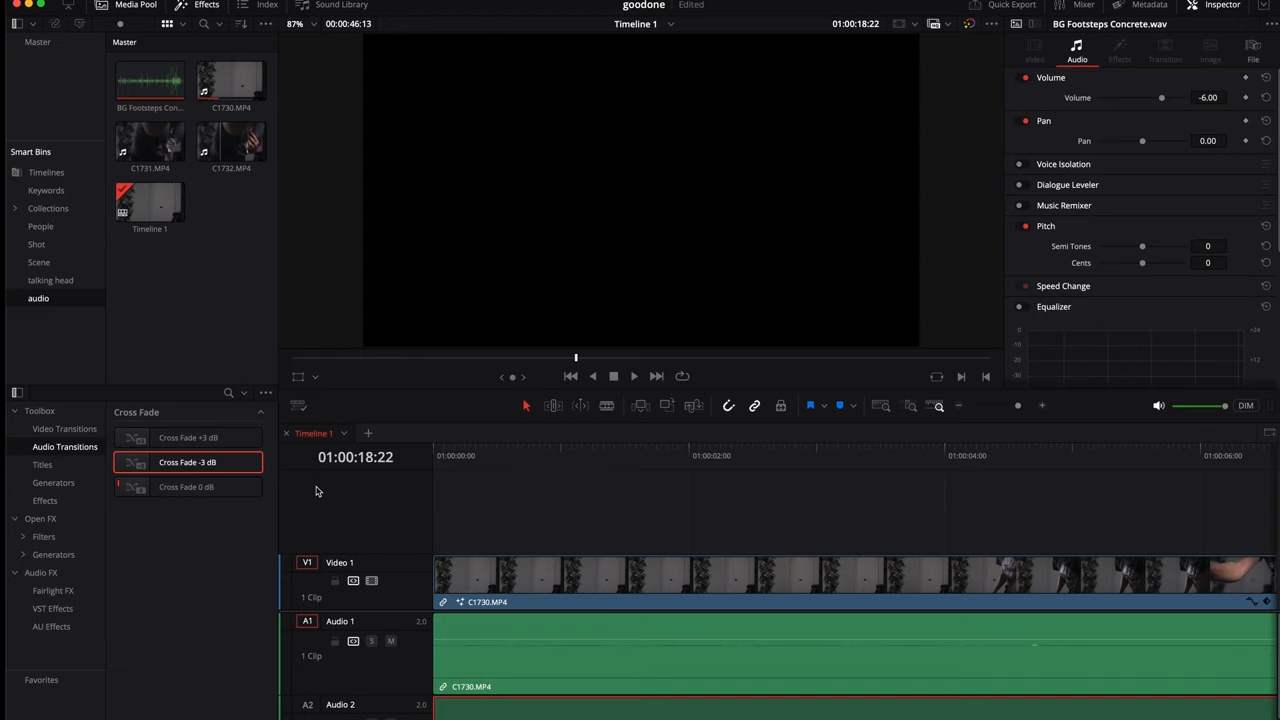 Media Pool Effects Index Sound Library goodone Edited Quick Export Mixer Metadata Inspector
87% 00:00:46:13 Timeline 1 01:00:18:22 BG Footsteps Concrete.wav
Master
Master
Video Audio Effects Transition Image File
Volume
Volume -6.00
BG Footsteps Con... C1730.MP4
Pan
Pan 0.00
Smart Bins
Voice Isolation
C1731.MP4 C1732.MP4
Timelines
Dialogue Leveler
Keywords
Music Remixer
Collections
People
Timeline 1
Pitch
Shot
Semi Tones 0
Scene
Cents 0
talking head
Speed Change
audio
Equalizer
0 +24
-10
+12
-20
-30
Toolbox
Cross Fade
Video Transitions
Cross Fade +3 dB
Audio Transitions
Cross Fade -3 dB
Titles
Generators
Cross Fade 0 dB
Effects
Open FX
Filters
Generators
Audio FX
Fairlight FX
VST Effects
AU Effects
Favorites
DIM
Timeline 1
01:00:18:22 01:00:00:00 01:00:02:00 01:00:04:00 01:00:06:00
V1 Video 1
1 Clip
C1730.MP4
A1 Audio 1 2.0
S M
1 Clip
C1730.MP4
A2 Audio 2 2.0